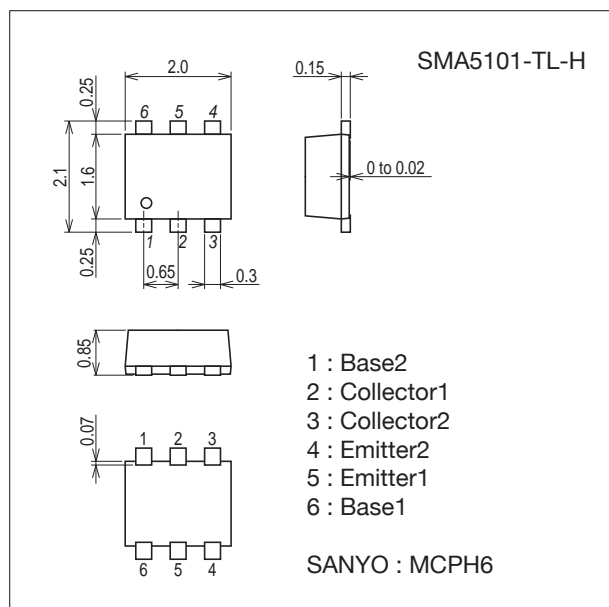 SMA5101-TL-H
2.0
0.15
0.25
6 5 4
2.1
1.6
0 to 0.02
0.25
1 2 3
0.65
0.3
0.85
1 : Base2
2 : Collector1
3 : Collector2
4 : Emitter2
5 : Emitter1
6 : Base1
0.07
1 2 3
6 5 4
SANYO : MCPH6